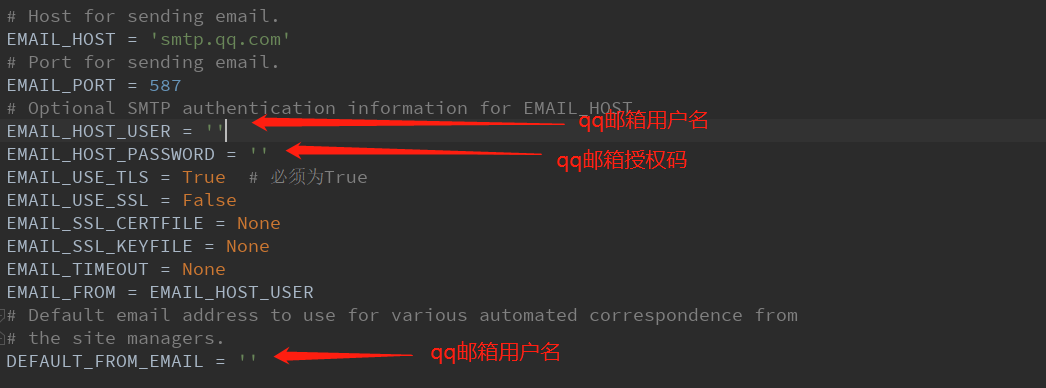 # Host for sending email.
EMAIL_HOST = 'smtp.qq.com'
# Port for sending email.
EMAIL_PORT = 587
# Optional SMTP authentication information for EMAIL_HOST.
EMAIL_HOST_USER = ''
qq邮箱用户名
EMAIL_HOST_PASSWORD = ''
qq邮箱授权码
EMAIL_USE_TLS = True  # 必须为True
EMAIL_USE_SSL = False
EMAIL_SSL_CERTFILE = None
EMAIL_SSL_KEYFILE = None
EMAIL_TIMEOUT = None
EMAIL_FROM = EMAIL_HOST_USER
# Default email address to use for various automated correspondence from
# the site managers.
DEFAULT_FROM_EMAIL = ''
qq邮箱用户名